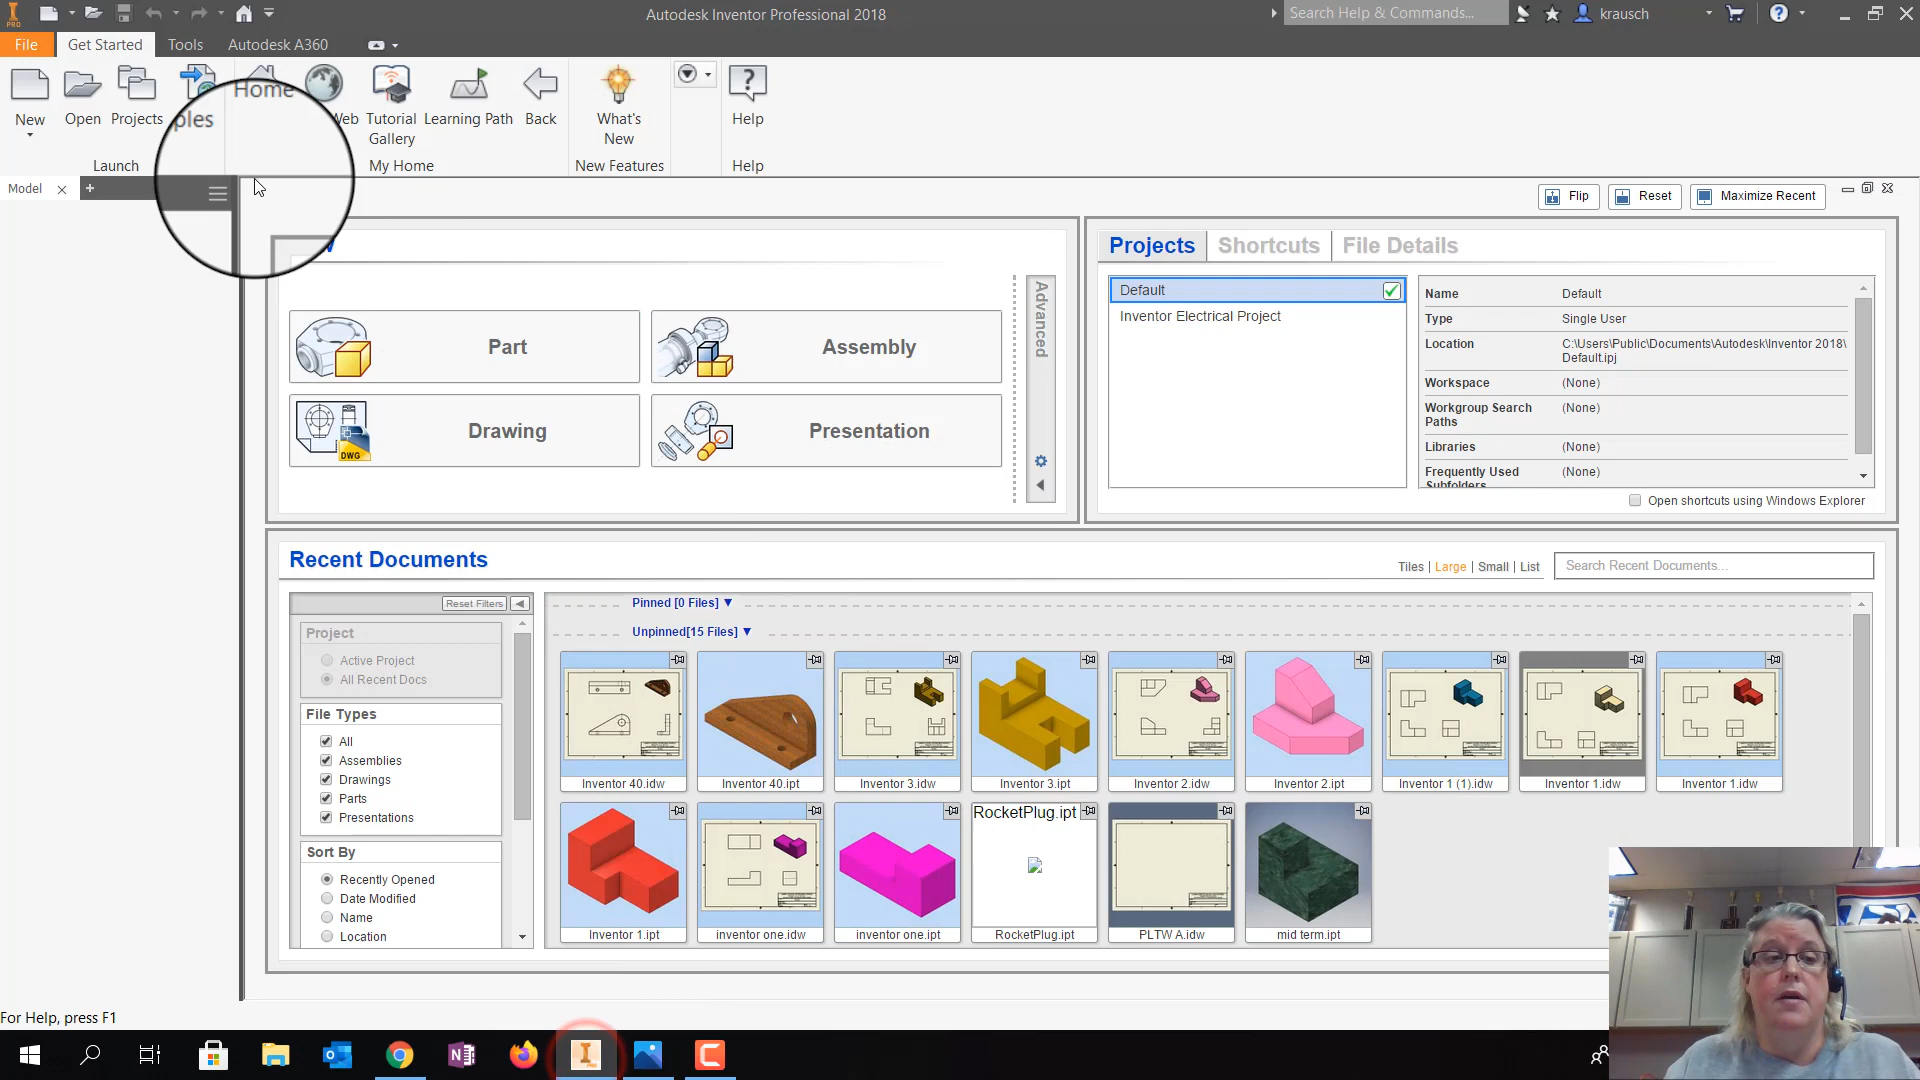 Autodesk Inventor Professional 2018
Search Help & Commands...
krausch
PRO
File
Get Started
Tools
Autodesk A360
New
Open
Projects
ples
Home
Web
Tutorial
Gallery
Learning Path
Back
What's
New
Help
Launch
My Home
New Features
Help
Model
Flip
Reset
Maximize Recent
Part
Assembly
Drawing
DWG
Presentation
Advanced
Projects
Shortcuts
File Details
Default
Inventor Electrical Project
Name Default
Type Single User
Location C:\Users\Public\Documents\Autodesk\Inventor 2018\
Default.ipj
Workspace (None)
Workgroup Search (None)
Paths
Libraries (None)
Frequently Used (None)
Subfolders
Open shortcuts using Windows Explorer
Recent Documents
Tiles | Large | Small | List
Search Recent Documents...
Reset Filters
Project
Active Project
All Recent Docs
File Types
All
Assemblies
Drawings
Parts
Presentations
Sort By
Recently Opened
Date Modified
Name
Location
Pinned [0 Files]
Unpinned[15 Files]
Inventor 40.idw
Inventor 40.ipt
Inventor 3.idw
Inventor 3.ipt
Inventor 2.idw
Inventor 2.ipt
Inventor 1 (1).idw
Inventor 1.idw
Inventor 1.idw
Inventor 1.ipt
inventor one.idw
inventor one.ipt
RocketPlug.ipt
RocketPlug.ipt
PLTW A.idw
mid term.ipt
For Help, press F1